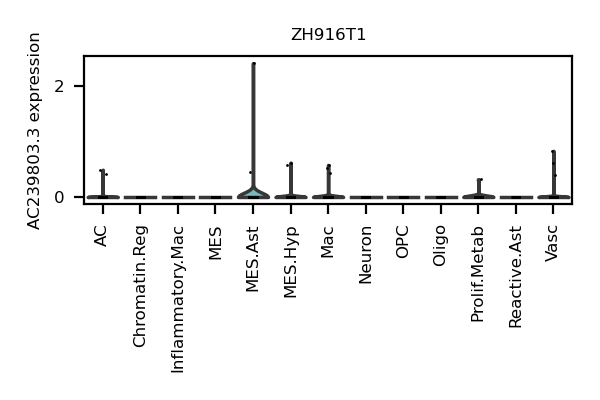 ZH916T1
AC239803.3 expression
2
0
AC
Chromatin.Reg
Inflammatory.Mac
MES
MES.Ast
MES.Hyp
Mac
Neuron
OPC
Oligo
Prolif.Metab
Reactive.Ast
Vasc